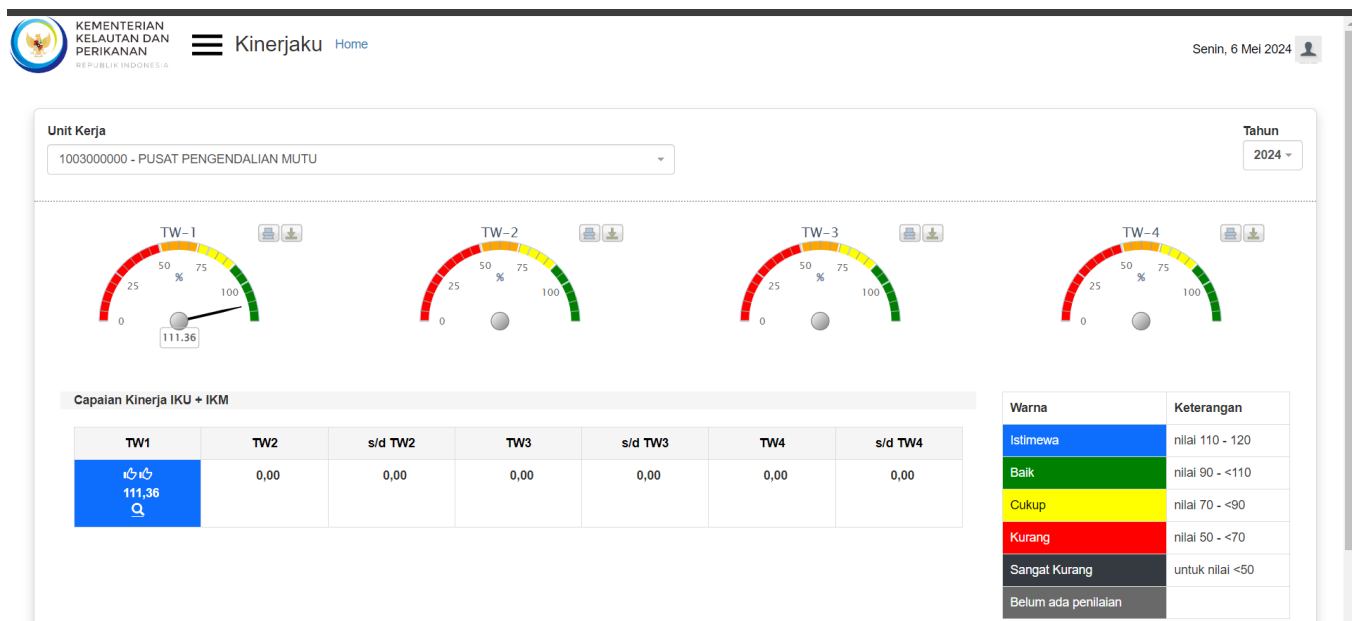 KEMENTERIAN
KELAUTAN DAN
PERIKANAN
REPUBLIK INDONESIA
Kinerjaku Home
Senin, 6 Mei 2024
Unit Kerja
Tahun
1003000000 - PUSAT PENGENDALIAN MUTU
2024
TW-1
0 25 50 75 100
%
111.36
TW-2
0 25 50 75 100
%
TW-3
0 25 50 75 100
%
TW-4
0 25 50 75 100
%
Capaian Kinerja IKU + IKM
TW1 TW2 s/d TW2 TW3 s/d TW3 TW4 s/d TW4
111,36 0,00 0,00 0,00 0,00 0,00 0,00
Warna Keterangan
Istimewa nilai 110 - 120
Baik nilai 90 - <110
Cukup nilai 70 - <90
Kurang nilai 50 - <70
Sangat Kurang untuk nilai <50
Belum ada penilaian